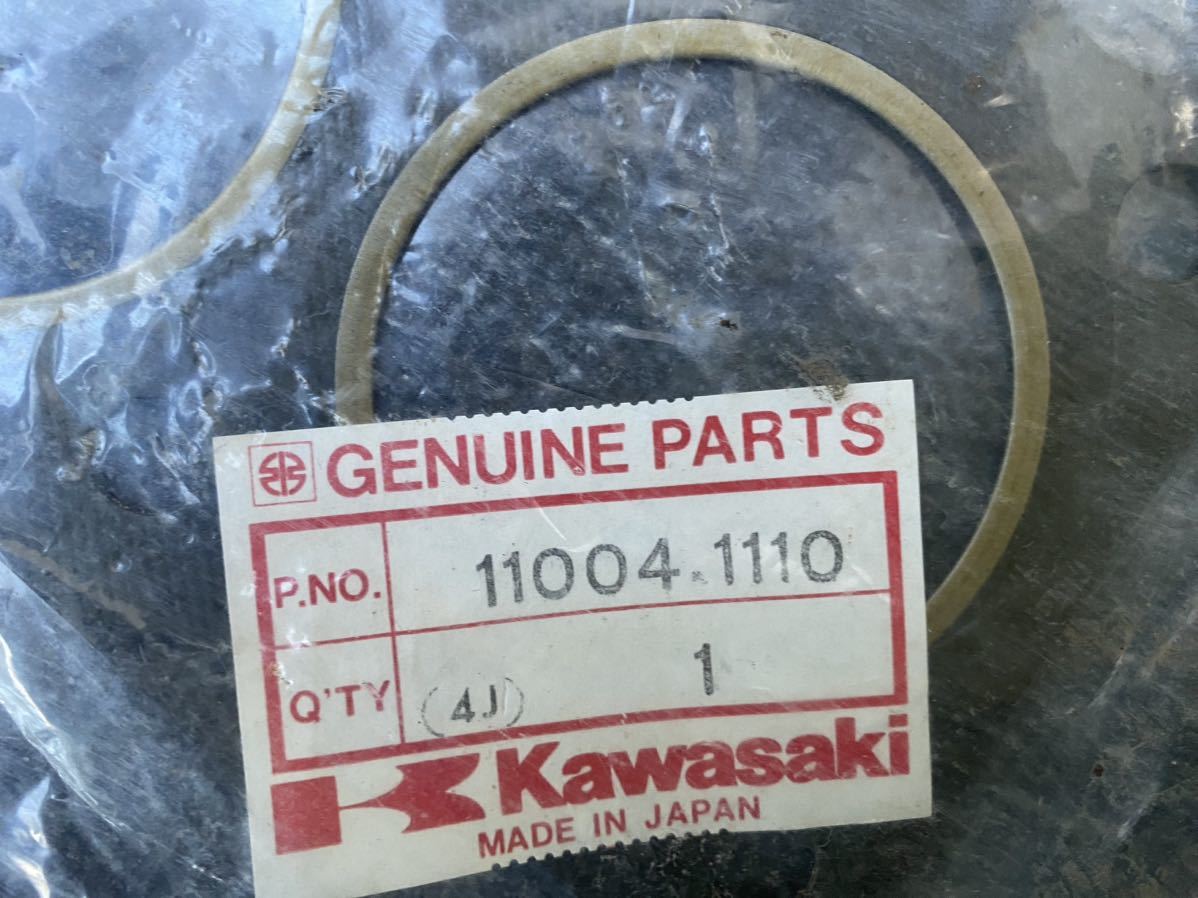 GENUINE PARTS
P.NO. 11004-1110
Q'TY (4J) 1
Kawasaki
MADE IN JAPAN